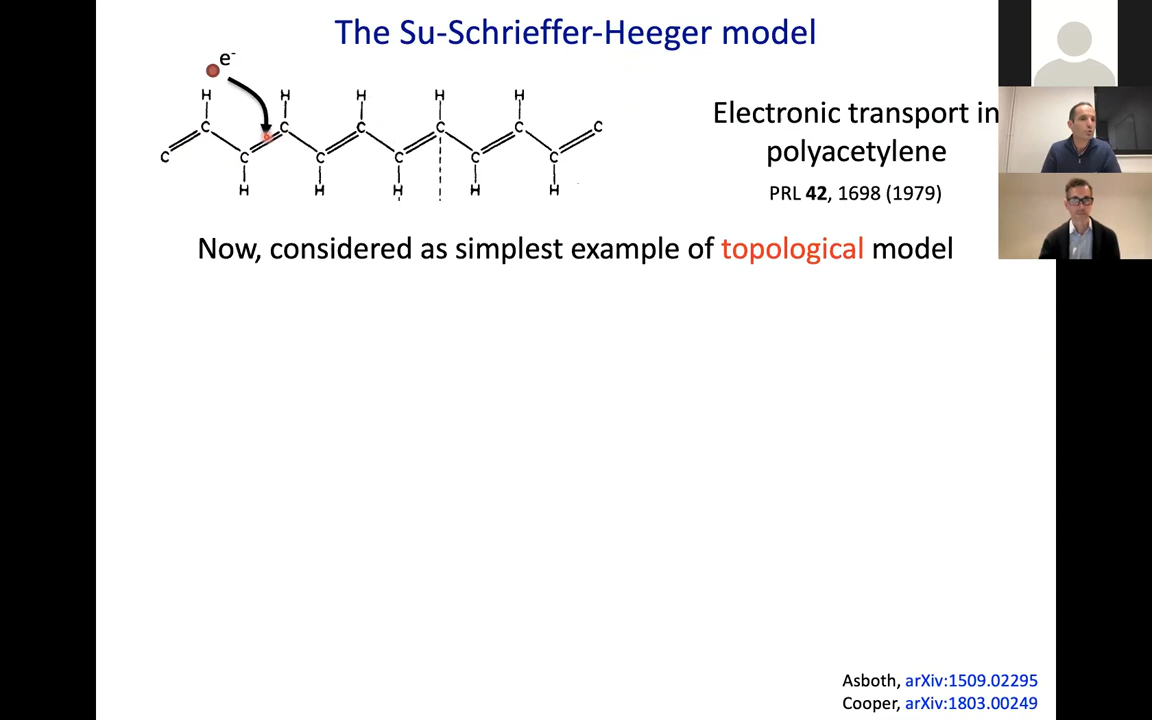 The Su-Schrieffer-Heeger model
e-
H H H H H
C C C C C C
C C C C C C
H H H H H
Electronic transport in
polyacetylene
PRL 42, 1698 (1979)
Now, considered as simplest example of topological model
Asboth, arXiv:1509.02295
Cooper, arXiv:1803.00249